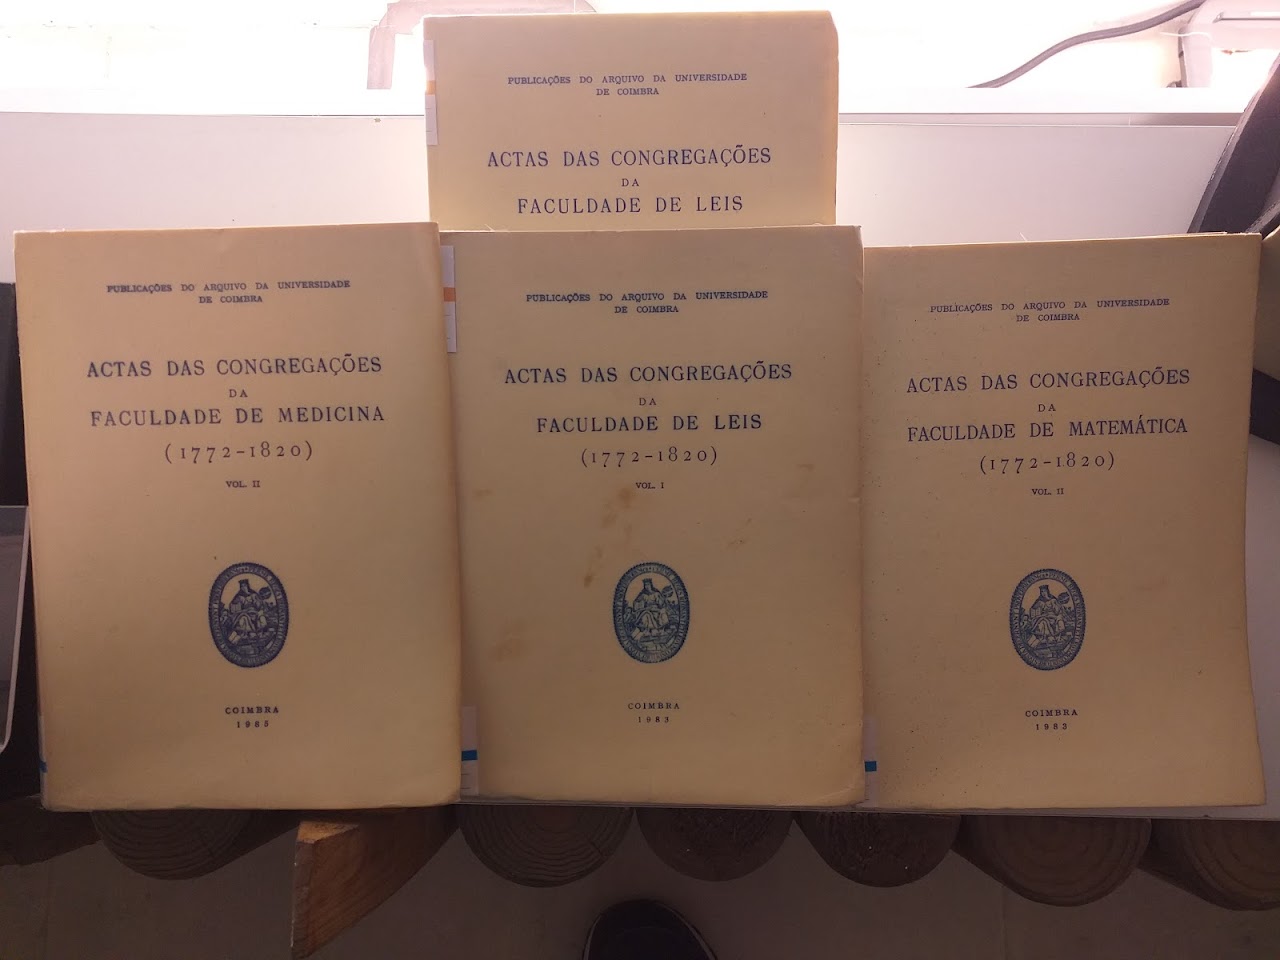 PUBLICAÇÕES DO ARQUIVO DA UNIVERSIDADE
DE COIMBRA
ACTAS DAS CONGREGAÇÕES
DA
FACULDADE DE LEIS
PUBLICAÇÕES DO ARQUIVO DA UNIVERSIDADE
DE COIMBRA
ACTAS DAS CONGREGAÇÕES
DA
FACULDADE DE MEDICINA
(1772-1820)
VOL. II
COIMBRA
1985
PUBLICAÇÕES DO ARQUIVO DA UNIVERSIDADE
DE COIMBRA
ACTAS DAS CONGREGAÇÕES
DA
FACULDADE DE LEIS
(1772-1820)
VOL. I
COIMBRA
1983
PUBLICAÇÕES DO ARQUIVO DA UNIVERSIDADE
DE COIMBRA
ACTAS DAS CONGREGAÇÕES
DA
FACULDADE DE MATEMÁTICA
(1772-1820)
VOL. II
COIMBRA
1983